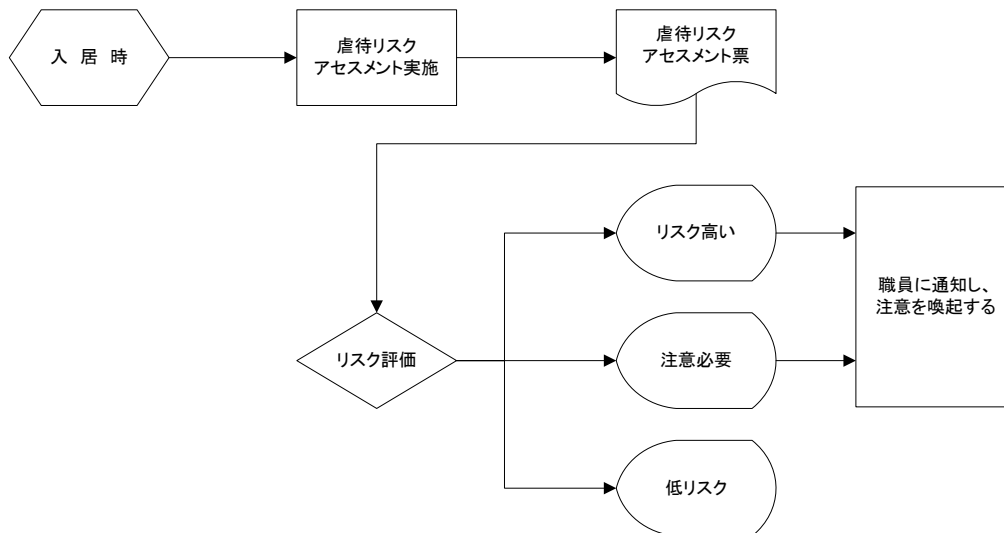 入 居 時
虐待リスク
アセスメント実施
虐待リスク
アセスメント票
リスク高い
職員に通知し、
注意を喚起する
リスク評価
注意必要
低リスク